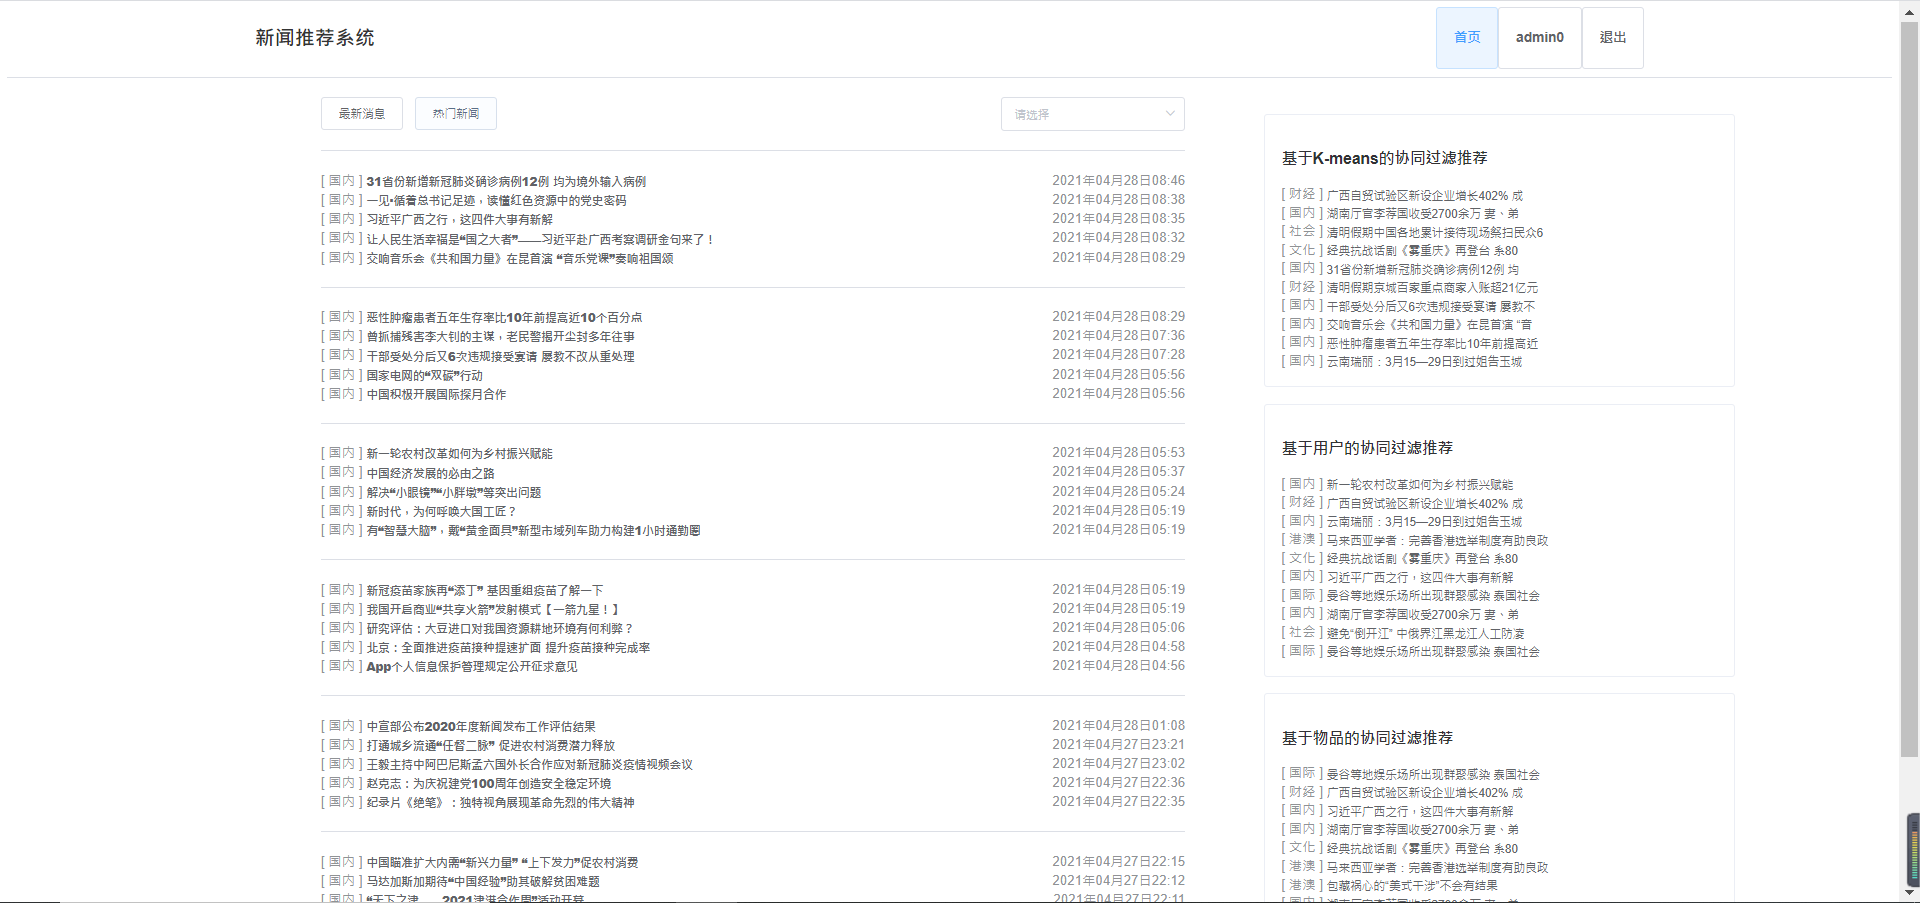 新闻推荐系统
首页
admin0
退出
最新消息
热门新闻
请选择
[ 国内 ] 31省份新增新冠肺炎确诊病例12例 均为境外输入病例 2021年04月28日08:46
[ 国内 ] 一见•循着总书记足迹，读懂红色资源中的党史密码 2021年04月28日08:38
[ 国内 ] 习近平广西之行，这四件大事有新解 2021年04月28日08:35
[ 国内 ] 让人民生活幸福是“国之大者”——习近平赴广西考察调研金句来了！ 2021年04月28日08:32
[ 国内 ] 交响音乐会《共和国力量》在昆首演 “音乐党课”奏响祖国颂 2021年04月28日08:29
[ 国内 ] 恶性肿瘤患者五年生存率比10年前提高近10个百分点 2021年04月28日08:29
[ 国内 ] 曾抓捕残害李大钊的主谋，老民警揭开尘封多年往事 2021年04月28日07:36
[ 国内 ] 干部受处分后又6次违规接受宴请 屡教不改从重处理 2021年04月28日07:28
[ 国内 ] 国家电网的“双碳”行动 2021年04月28日05:56
[ 国内 ] 中国积极开展国际探月合作 2021年04月28日05:56
[ 国内 ] 新一轮农村改革如何为乡村振兴赋能 2021年04月28日05:53
[ 国内 ] 中国经济发展的必由之路 2021年04月28日05:37
[ 国内 ] 解决“小眼镜”“小胖墩”等突出问题 2021年04月28日05:24
[ 国内 ] 新时代，为何呼唤大国工匠？ 2021年04月28日05:19
[ 国内 ] 有“智慧大脑”，戴“黄金面具”新型市域列车助力构建1小时通勤圈 2021年04月28日05:19
[ 国内 ] 新冠疫苗家族再“添丁” 基因重组疫苗了解一下 2021年04月28日05:19
[ 国内 ] 我国开启商业“共享火箭”发射模式【一箭九星！】 2021年04月28日05:19
[ 国内 ] 研究评估：大豆进口对我国资源耕地环境有何利弊？ 2021年04月28日05:06
[ 国内 ] 北京：全面推进疫苗接种提速扩面 提升疫苗接种完成率 2021年04月28日04:58
[ 国内 ] App个人信息保护管理规定公开征求意见 2021年04月28日04:56
[ 国内 ] 中宣部公布2020年度新闻发布工作评估结果 2021年04月28日01:08
[ 国内 ] 打通城乡流通“任督二脉” 促进农村消费潜力释放 2021年04月27日23:21
[ 国内 ] 王毅主持中阿巴尼斯孟六国外长合作应对新冠肺炎疫情视频会议 2021年04月27日23:02
[ 国内 ] 赵克志：为庆祝建党100周年创造安全稳定环境 2021年04月27日22:36
[ 国内 ] 纪录片《绝笔》：独特视角展现革命先烈的伟大精神 2021年04月27日22:35
[ 国内 ] 中国瞄准扩大内需“新兴力量” “上下发力”促农村消费 2021年04月27日22:15
[ 国内 ] 马达加斯加期待“中国经验”助其破解贫困难题 2021年04月27日22:12
[ 国内 ] “天下之津——2021津港合作周”活动开幕 2021年04月27日22:11
基于K-means的协同过滤推荐
[ 财经 ] 广西自贸试验区新设企业增长402% 成
[ 国内 ] 湖南厅官李荐国收受2700余万 妻、弟
[ 社会 ] 清明假期中国各地累计接待现场祭扫民众6
[ 文化 ] 经典抗战话剧《雾重庆》再登台 系80
[ 国内 ] 31省份新增新冠肺炎确诊病例12例 均
[ 财经 ] 清明假期京城百家重点商家入账超21亿元
[ 国内 ] 干部受处分后又6次违规接受宴请 屡教不
[ 国内 ] 交响音乐会《共和国力量》在昆首演 “音
[ 国内 ] 恶性肿瘤患者五年生存率比10年前提高近
[ 国内 ] 云南瑞丽：3月15—29日到过姐告玉城
基于用户的协同过滤推荐
[ 国内 ] 新一轮农村改革如何为乡村振兴赋能
[ 财经 ] 广西自贸试验区新设企业增长402% 成
[ 国内 ] 云南瑞丽：3月15—29日到过姐告玉城
[ 港澳 ] 马来西亚学者：完善香港选举制度有助良政
[ 文化 ] 经典抗战话剧《雾重庆》再登台 系80
[ 国内 ] 习近平广西之行，这四件大事有新解
[ 国际 ] 曼谷等地娱乐场所出现群聚感染 泰国社会
[ 国内 ] 湖南厅官李荐国收受2700余万 妻、弟
[ 社会 ] 避免“倒开江” 中俄界江黑龙江人工防凌
[ 国际 ] 曼谷等地娱乐场所出现群聚感染 泰国社会
基于物品的协同过滤推荐
[ 国际 ] 曼谷等地娱乐场所出现群聚感染 泰国社会
[ 财经 ] 广西自贸试验区新设企业增长402% 成
[ 国内 ] 习近平广西之行，这四件大事有新解
[ 国内 ] 湖南厅官李荐国收受2700余万 妻、弟
[ 文化 ] 经典抗战话剧《雾重庆》再登台 系80
[ 港澳 ] 马来西亚学者：完善香港选举制度有助良政
[ 港澳 ] 包藏祸心的“美式干涉”不会有结果